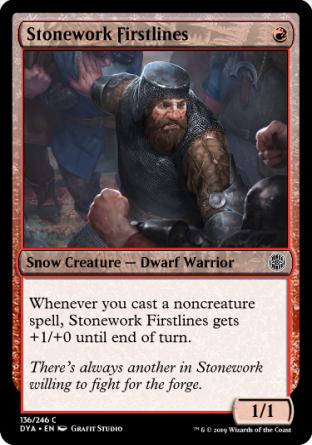 Stonework Firstlines
Snow Creature — Dwarf Warrior
Whenever you cast a noncreature
spell, Stonework Firstlines gets
+1/+0 until end of turn.
There's always another in Stonework
willing to fight for the forge.
1/1
136/246 C
DYA • EN Grafit Studio
™ & © 2019 Wizards of the Coast